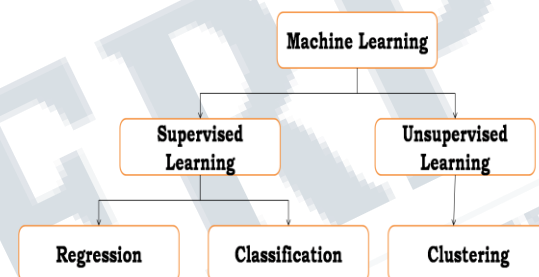 Machine Learning
Supervised
Learning
Unsupervised
Learning
Regression
Classification
Clustering